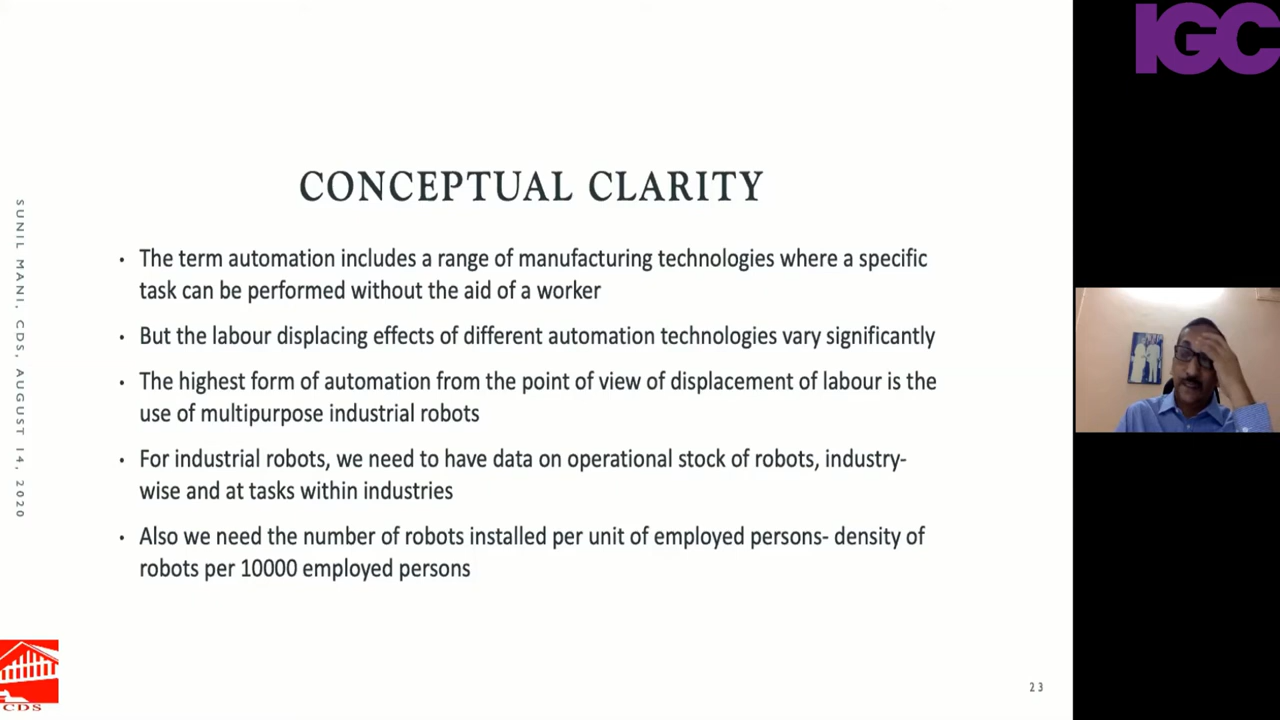 IGC
CONCEPTUAL CLARITY
• The term automation includes a range of manufacturing technologies where a specific
task can be performed without the aid of a worker
• But the labour displacing effects of different automation technologies vary significantly
• The highest form of automation from the point of view of displacement of labour is the
use of multipurpose industrial robots
• For industrial robots, we need to have data on operational stock of robots, industry-
wise and at tasks within industries
• Also we need the number of robots installed per unit of employed persons- density of
robots per 10000 employed persons
SUNIL MANI, CDS, AUGUST 14, 2020
CDS
23